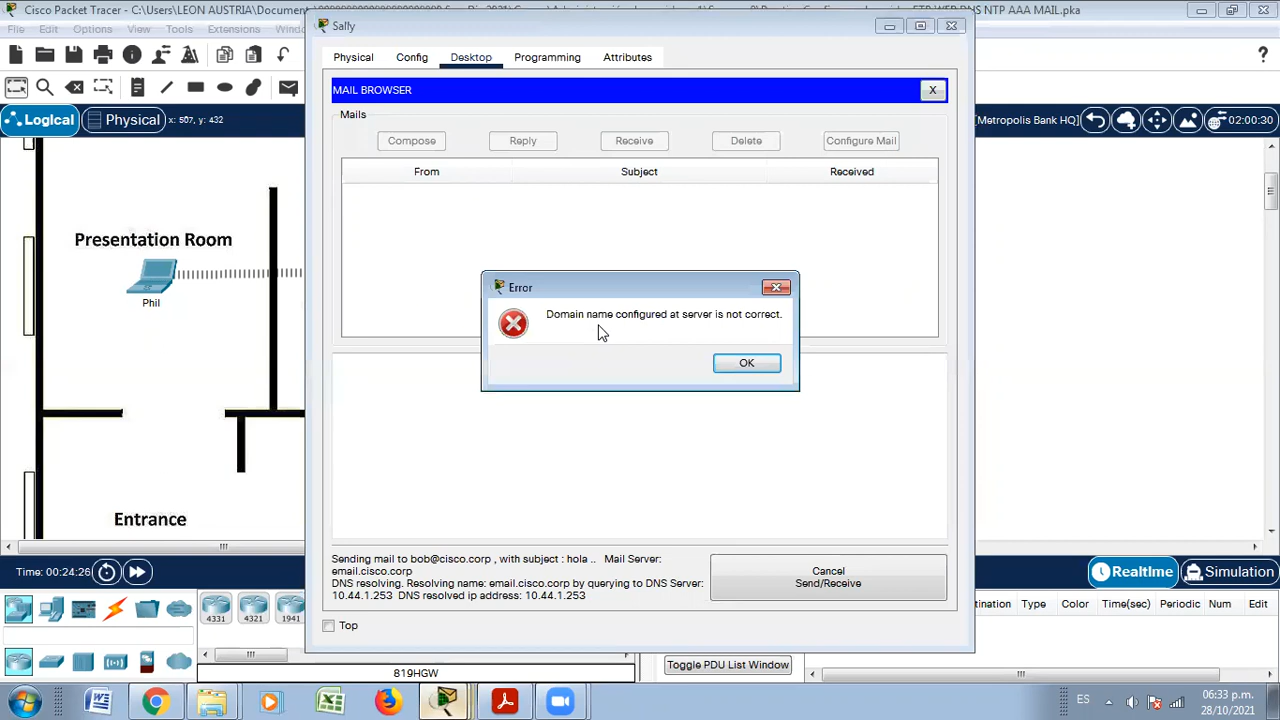 Cisco Packet Tracer - C:\Users\LEON AUSTRIA\Document
FTP WEB DNS NTP AAA MAIL.pka
Sally
File Edit Options View Tools Extensions
Physical Config Desktop Programming Attributes
MAIL BROWSER X
Mails
Logical Physical x: 507, y: 432
[Metropolis Bank HQ] 02:00:30
Compose Reply Receive Delete Configure Mail
From Subject Received
Presentation Room
Phil
Error
Domain name configured at server is not correct.
OK
Entrance
Sending mail to bob@cisco.corp , with subject : hola .. Mail Server:
email.cisco.corp
DNS resolving. Resolving name: email.cisco.corp by querying to DNS Server:
10.44.1.253 DNS resolved ip address: 10.44.1.253
Cancel
Send/Receive
Time: 00:24:26
Realtime Simulation
4331 4321 1941
Type Color Time(sec) Periodic Num Edit
Top
819HGW
Toggle PDU List Window
ES
06:33 p.m.
28/10/2021